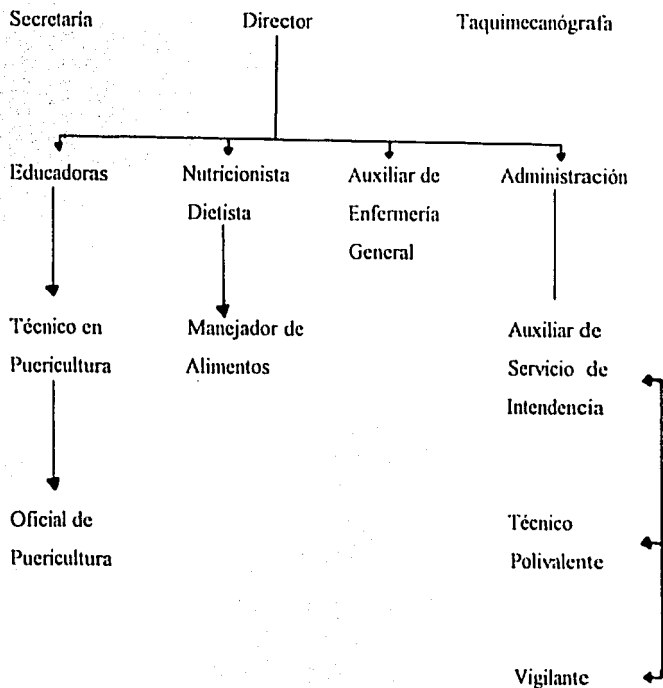 Secretaría Director Taquimecanógrafa
Educadoras Nutricionista Auxiliar de Administración
Dietista Enfermería
General
Técnico en Manejador de Auxiliar de
Puericultura Alimentos Servicio de
Intendencia
Oficial de Técnico
Puericultura Polivalente
Vigilante